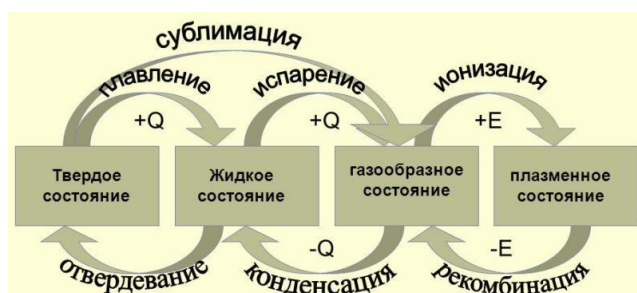 сублимация
плавление
испарение
ионизация
+Q
+Q
+E
Твердое
состояние
Жидкое
состояние
газообразное
состояние
плазменное
состояние
-Q
-E
отвердевание
конденсация
рекомбинация